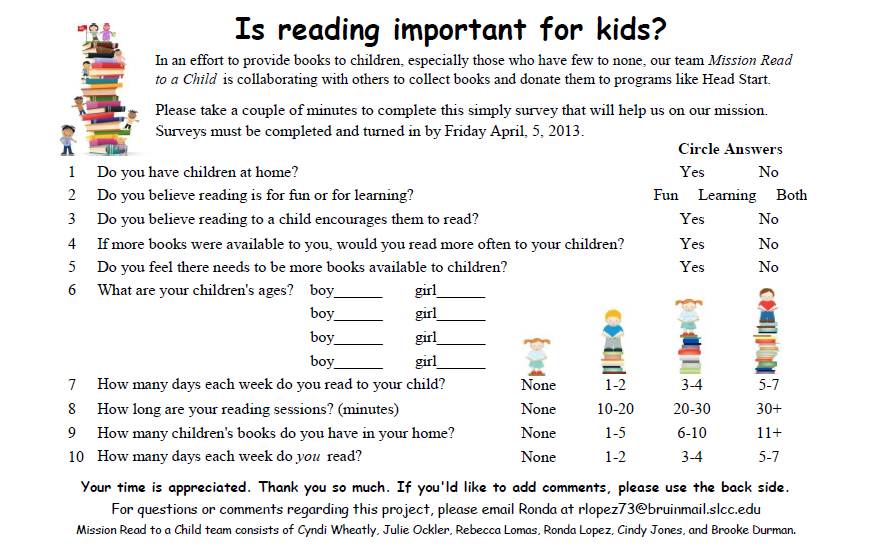 Is reading important for kids?
In an effort to provide books to children, especially those who have few to none, our team Mission Read
to a Child is collaborating with others to collect books and donate them to programs like Head Start.
Please take a couple of minutes to complete this simply survey that will help us on our mission.
Surveys must be completed and turned in by Friday April, 5, 2013.
Circle Answers
1 Do you have children at home? Yes No
2 Do you believe reading is for fun or for learning? Fun Learning Both
3 Do you believe reading to a child encourages them to read? Yes No
4 If more books were available to you, would you read more often to your children? Yes No
5 Do you feel there needs to be more books available to children? Yes No
6 What are your children's ages? boy______ girl______
boy______ girl______
boy______ girl______
boy______ girl______
7 How many days each week do you read to your child? None 1-2 3-4 5-7
8 How long are your reading sessions? (minutes) None 10-20 20-30 30+
9 How many children's books do you have in your home? None 1-5 6-10 11+
10 How many days each week do you read? None 1-2 3-4 5-7
Your time is appreciated. Thank you so much. If you'ld like to add comments, please use the back side.
For questions or comments regarding this project, please email Ronda at rlopez73@bruinmail.slcc.edu
Mission Read to a Child team consists of Cyndi Wheatly, Julie Ockler, Rebecca Lomas, Ronda Lopez, Cindy Jones, and Brooke Durman.